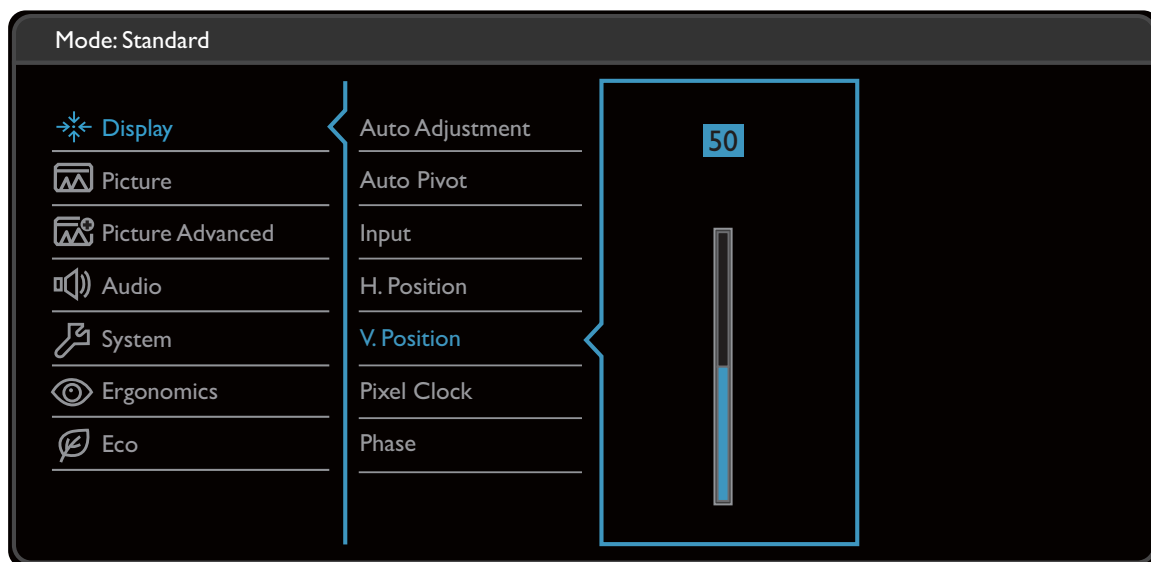 Mode: Standard
Display
Picture
Picture Advanced
Audio
System
Ergonomics
Eco
Auto Adjustment
Auto Pivot
Input
H. Position
V. Position
Pixel Clock
Phase
50